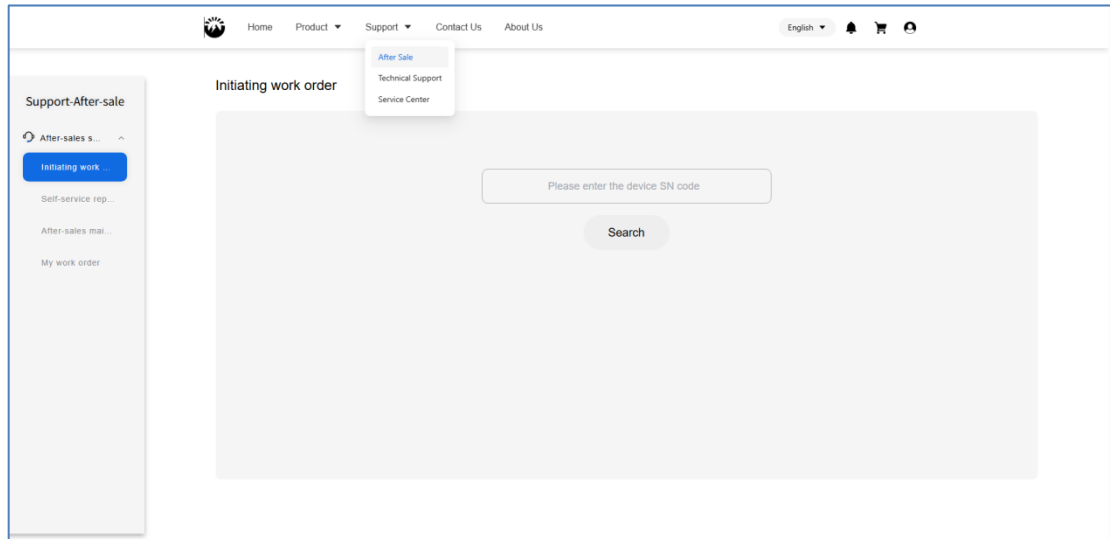 Home Product Support Contact Us About Us English
After Sale
Technical Support
Service Center
Support-After-sale
After-sales s...
Initiating work ...
Self-service rep...
After-sales mai...
My work order
Initiating work order
Please enter the device SN code
Search